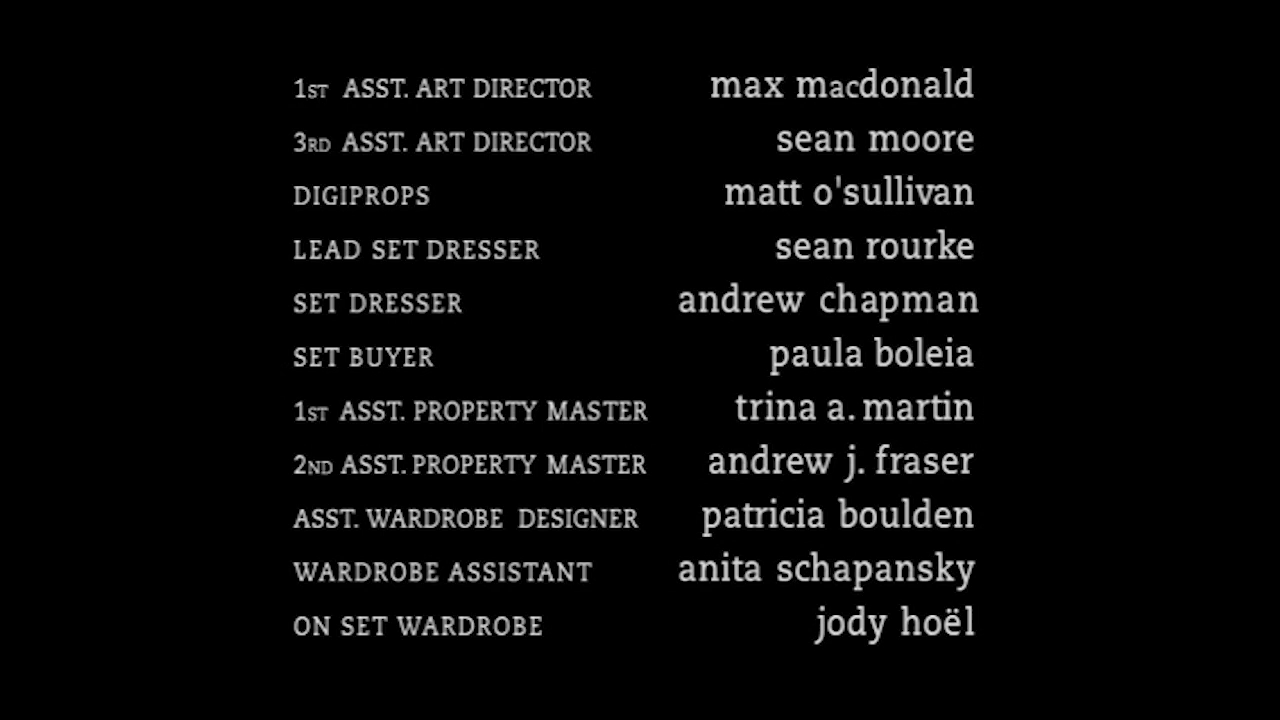 1ST ASST. ART DIRECTOR max macdonald
3RD ASST. ART DIRECTOR sean moore
DIGIPROPS matt o'sullivan
LEAD SET DRESSER sean rourke
SET DRESSER andrew chapman
SET BUYER paula boleia
1ST ASST. PROPERTY MASTER trina a. martin
2ND ASST. PROPERTY MASTER andrew j. fraser
ASST. WARDROBE DESIGNER patricia boulden
WARDROBE ASSISTANT anita schapansky
ON SET WARDROBE jody hoël